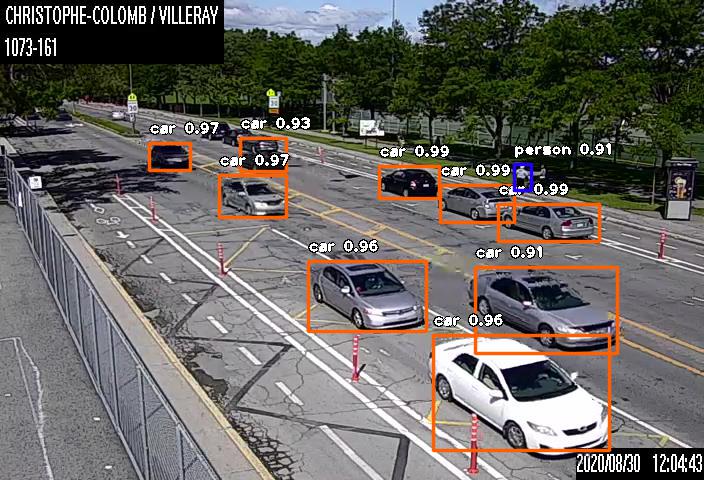 CHRISTOPHE-COLOMB / VILLERAY
1073-161
car 0.97
car 0.93
car 0.97
car 0.99
car 0.99
person 0.91
car 0.99
car 0.96
car 0.91
car 0.96
30
30
2020/08/30 12:04:43